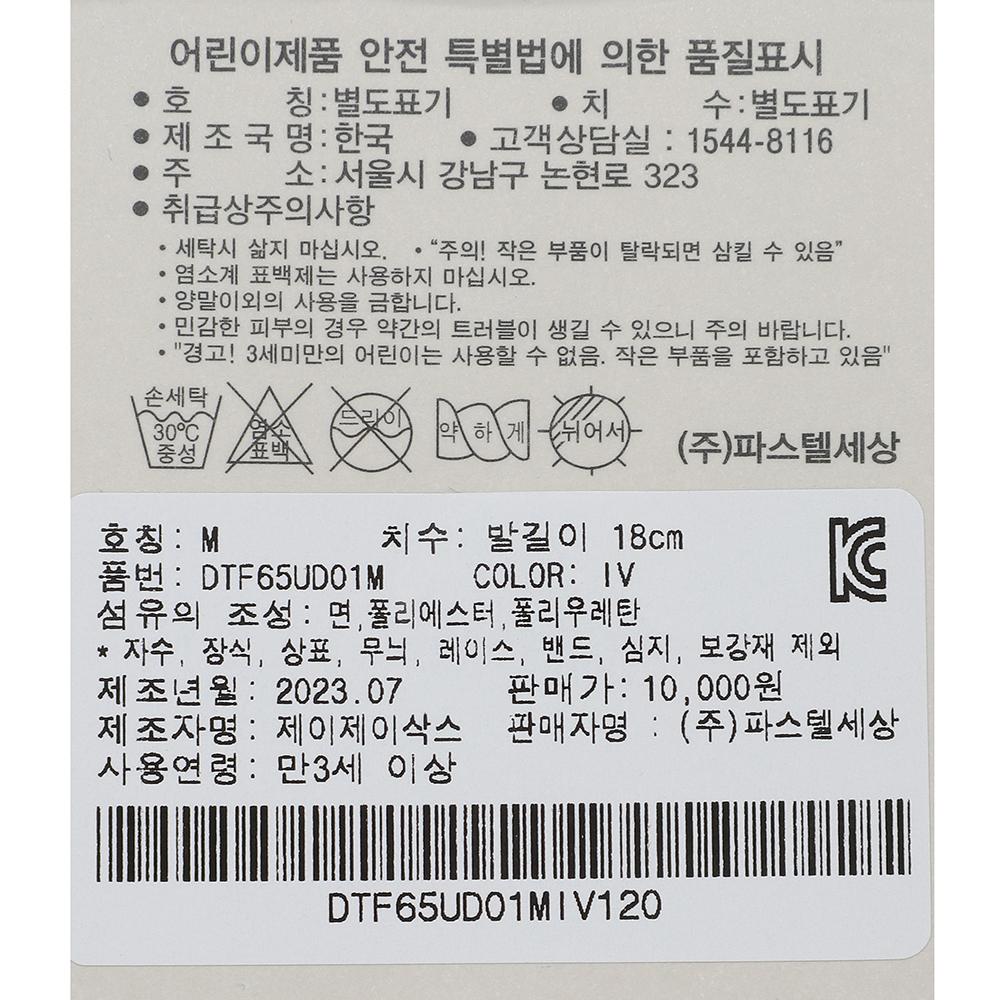 어린이제품 안전 특별법에 의한 품질표시
● 호 칭 : 별도표기 ● 치 수 : 별도표기
● 제 조 국 명 : 한국 ● 고객상담실 : 1544-8116
● 주 소 : 서울시 강남구 논현로 323
● 취급상주의사항
• 세탁시 삶지 마십시오. • “주의! 작은 부품이 탈락되면 삼킬 수 있음”
• 염소계 표백제는 사용하지 마십시오.
• 양말이외의 사용을 금합니다.
• 민감한 피부의 경우 약간의 트러블이 생길 수 있으니 주의 바랍니다.
• "경고! 3세미만의 어린이는 사용할 수 없음. 작은 부품을 포함하고 있음"
손세탁
30℃
중성
염소
표백
드라이
약 하 게
뉘어서
(주)파스텔세상
호칭: M 치수: 발길이 18cm
품번: DTF65UD01M COLOR: IV
섬유의 조성: 면,폴리에스터,폴리우레탄
* 자수, 장식, 상표, 무늬, 레이스, 밴드, 심지, 보강재 제외
제조년월: 2023.07 판매가: 10,000원
제조자명: 제이제이삭스 판매자명 : (주)파스텔세상
사용연령: 만3세 이상
DTF65UD01MIV120